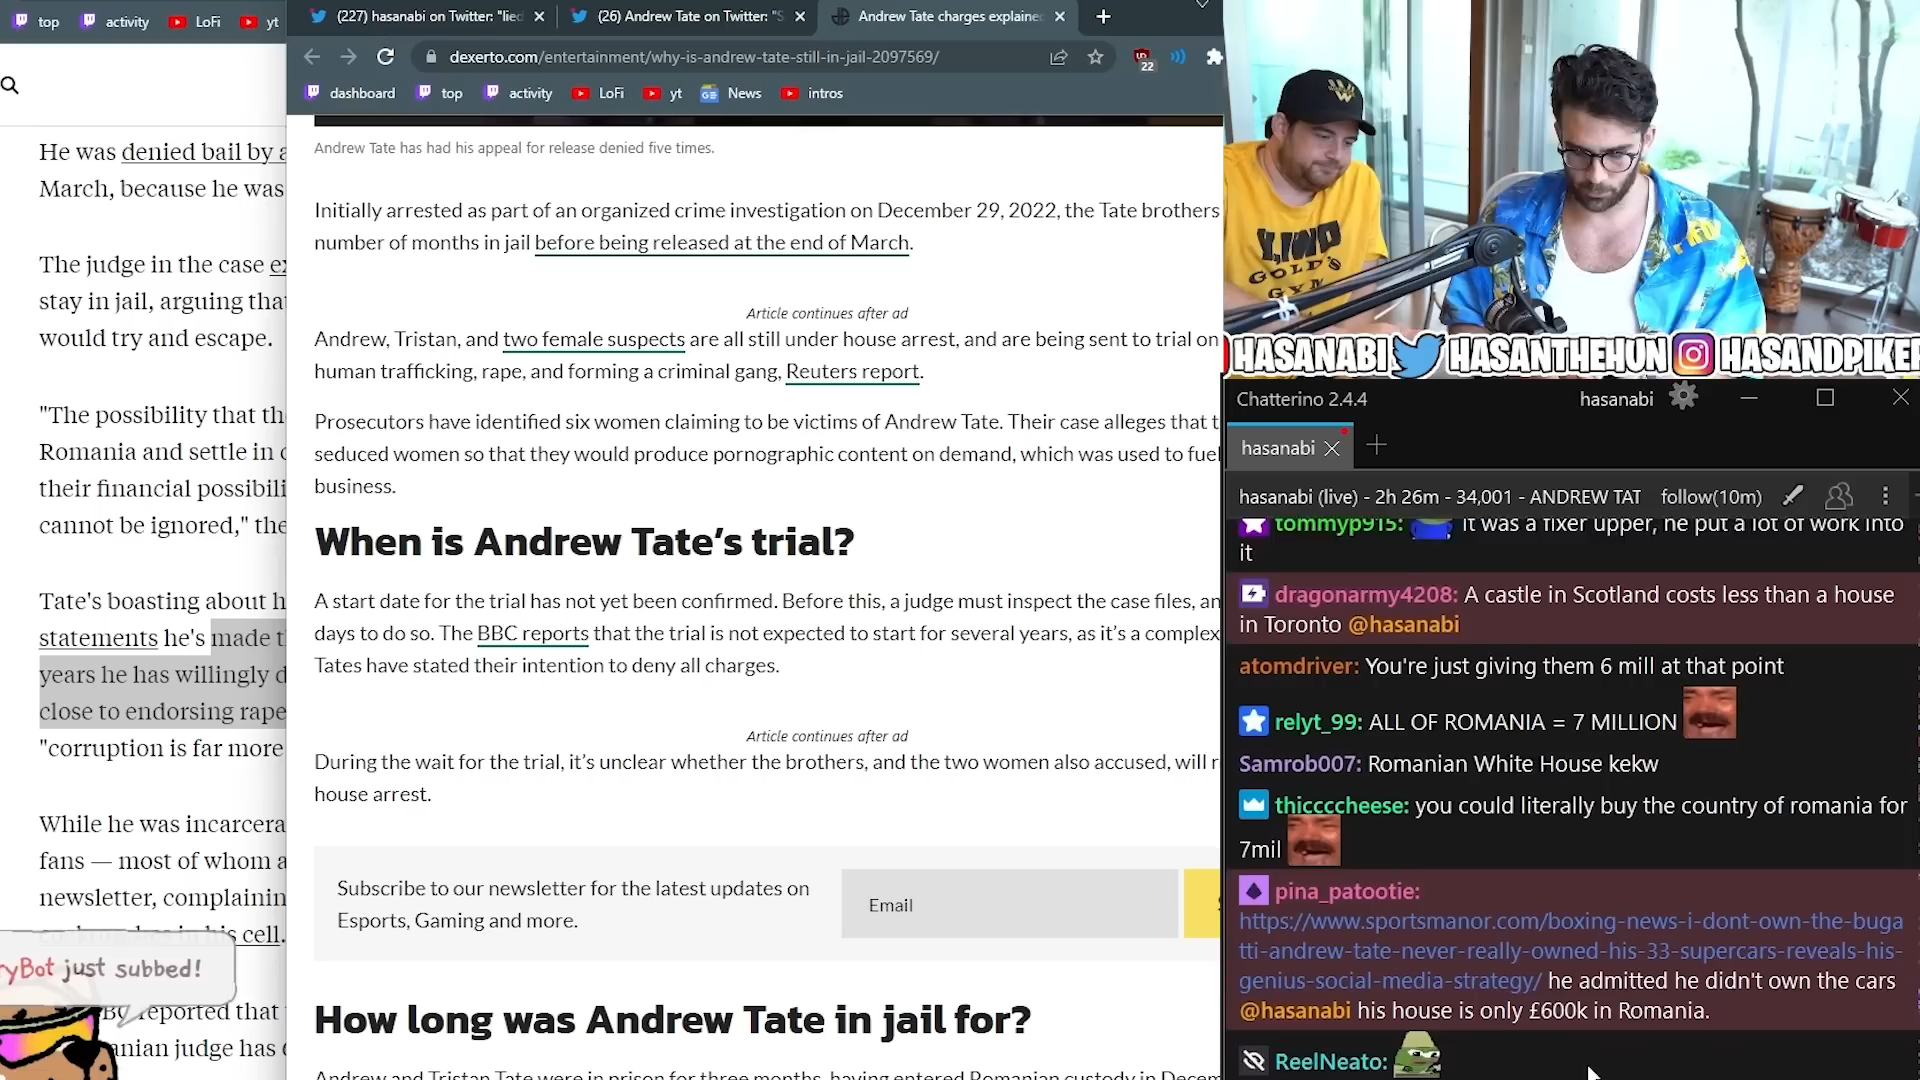 top activity LoFi yt
(227) hasanabi on Twitter: "lied
(26) Andrew Tate on Twitter: "S
Andrew Tate charges explaine
dexerto.com/entertainment/why-is-andrew-tate-still-in-jail-2097569/
22
dashboard top activity LoFi yt News intros
He was denied bail by a
March, because he was
The judge in the case
stay in jail, arguing that
would try and escape.
"The possibility that th
Romania and settle in
their financial possibili
cannot be ignored," the
Tate's boasting about h
statements he's made t
years he has willingly d
close to endorsing rape
"corruption is far more
While he was incarcera
fans — most of whom a
newsletter, complainin
his cell.
ryBot just subbed!
reported that
anian judge has
Andrew Tate has had his appeal for release denied five times.
Initially arrested as part of an organized crime investigation on December 29, 2022, the Tate brothers
number of months in jail before being released at the end of March.
Article continues after ad
Andrew, Tristan, and two female suspects are all still under house arrest, and are being sent to trial on
human trafficking, rape, and forming a criminal gang, Reuters report.
Prosecutors have identified six women claiming to be victims of Andrew Tate. Their case alleges that t
seduced women so that they would produce pornographic content on demand, which was used to fuel
business.
When is Andrew Tate's trial?
A start date for the trial has not yet been confirmed. Before this, a judge must inspect the case files, an
days to do so. The BBC reports that the trial is not expected to start for several years, as it's a complex
Tates have stated their intention to deny all charges.
Article continues after ad
During the wait for the trial, it's unclear whether the brothers, and the two women also accused, will r
house arrest.
Subscribe to our newsletter for the latest updates on
Esports, Gaming and more.
Email
How long was Andrew Tate in jail for?
Andrew and Tristan Tate were in prison for three months, having entered Romanian custody in Decem
GOLD'S
GYM
HASANABI HASANTHEHUN HASANDPIKE
Chatterino 2.4.4 hasanabi
hasanabi
hasanabi (live) - 2h 26m - 34,001 - ANDREW TAT follow(10m)
tommyp915: it was a fixer upper, he put a lot of work into
it
dragonarmy4208: A castle in Scotland costs less than a house
in Toronto @hasanabi
atomdriver: You're just giving them 6 mill at that point
relyt_99: ALL OF ROMANIA = 7 MILLION
Samrob007: Romanian White House kekw
thiccccheese: you could literally buy the country of romania for
7mil
pina_patootie:
https://www.sportsmanor.com/boxing-news-i-dont-own-the-buga
tti-andrew-tate-never-really-owned-his-33-supercars-reveals-his-
genius-social-media-strategy/ he admitted he didn't own the cars
@hasanabi his house is only £600k in Romania.
ReelNeato: